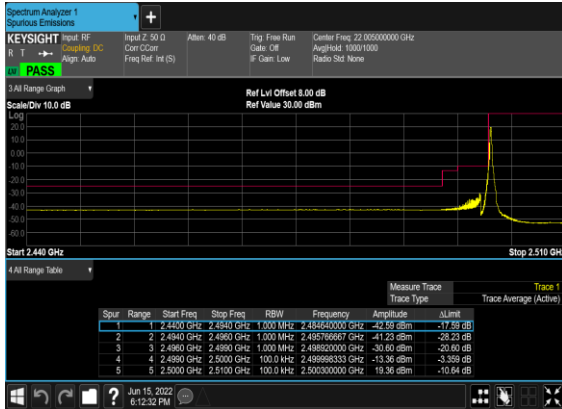 Spectrum Analyzer 1
Spurious Emissions
KEYSIGHT Input: RF Input Z: 50 Ω Atten: 40 dB Trig: Free Run Center Freq: 22.005000000 GHz
R T Coupling: DC Corr CCorr Gate: Off Avg|Hold: 1000/1000
Align: Auto Freq Ref: Int (S) IF Gain: Low Radio Std: None
PASS
3 All Range Graph
Ref Lvl Offset 8.00 dB
Scale/Div 10.0 dB Ref Value 30.00 dBm
Log
20.0
10.0
0.00
-10.0
-20.0
-30.0
-40.0
-50.0
-60.0
Start 2.440 GHz Stop 2.510 GH
4 All Range Table
Measure Trace Trace 1
Trace Type Trace Average (Active)
Spur Range Start Freq Stop Freq RBW Frequency Amplitude ΔLimit
1 1 2.4400 GHz 2.4940 GHz 1.000 MHz 2.484640000 GHz -42.59 dBm -17.59 dB
2 2 2.4940 GHz 2.4960 GHz 1.000 MHz 2.495766667 GHz -41.23 dBm -28.23 dB
3 3 2.4960 GHz 2.4990 GHz 1.000 MHz 2.498920000 GHz -30.60 dBm -20.60 dB
4 4 2.4990 GHz 2.5000 GHz 100.0 kHz 2.499998333 GHz -13.36 dBm -3.359 dB
5 5 2.5000 GHz 2.5100 GHz 100.0 kHz 2.500300000 GHz 19.36 dBm -10.64 dB
?
Jun 15, 2022
6:12:32 PM